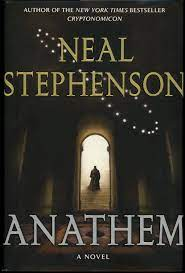 AUTHOR OF THE NEW YORK TIMES BESTSELLER
CRYPTONOMICON
NEAL
STEPHENSON
ANATHEM
A NOVEL